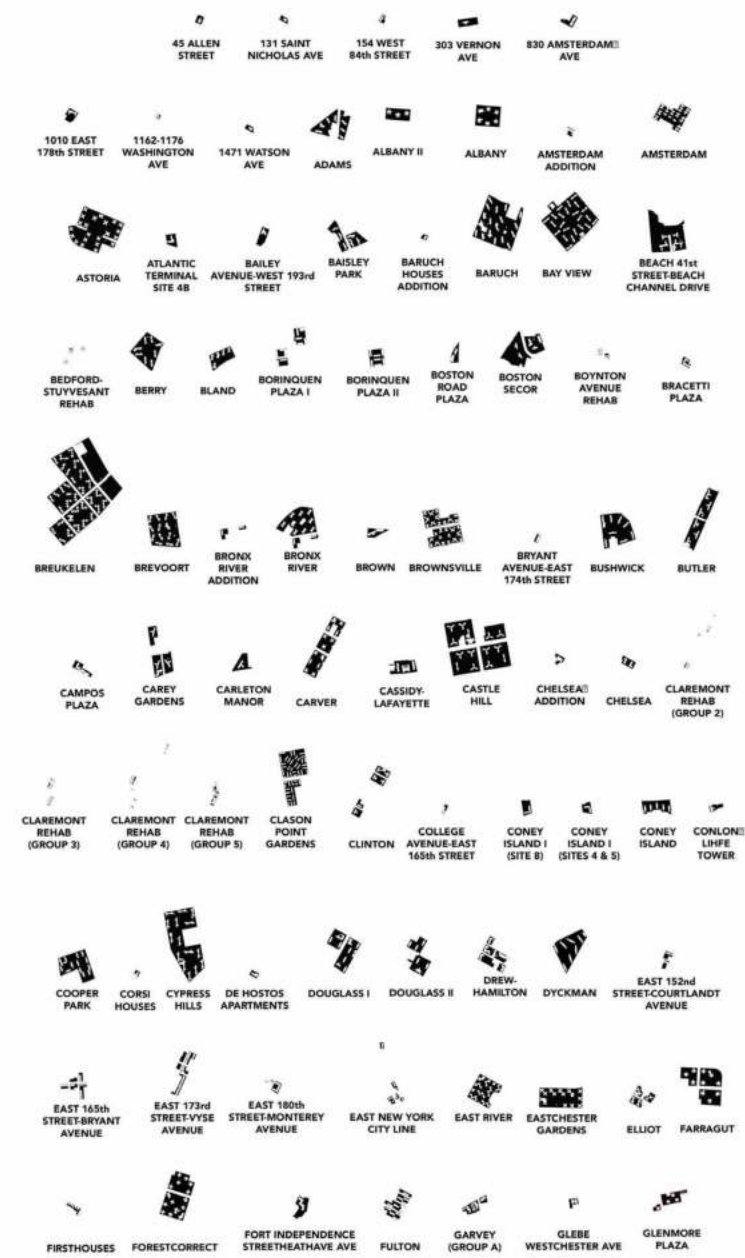 45 ALLEN STREET
131 SAINT NICHOLAS AVE
154 WEST 84th STREET
303 VERNON AVE
830 AMSTERDAM AVE
1010 EAST 178th STREET
1162-1176 WASHINGTON AVE
1471 WATSON AVE
ADAMS
ALBANY II
ALBANY
AMSTERDAM ADDITION
AMSTERDAM
ASTORIA
ATLANTIC TERMINAL SITE 4B
BAILEY AVENUE-WEST 193rd STREET
BAISLEY PARK
BARUCH HOUSES ADDITION
BARUCH
BAY VIEW
BEACH 41st STREET-BEACH CHANNEL DRIVE
BEDFORD-STUYVESANT REHAB
BERRY
BLAND
BORINQUEN PLAZA I
BORINQUEN PLAZA II
BOSTON ROAD PLAZA
BOSTON SECOR
BOYNTON AVENUE REHAB
BRACETTI PLAZA
BREUKELEN
BREVOORT
BRONX RIVER ADDITION
BRONX RIVER
BROWN
BROWNSVILLE
BRYANT AVENUE-EAST 174th STREET
BUSHWICK
BUTLER
CAMPOS PLAZA
CAREY GARDENS
CARLETON MANOR
CARVER
CASSIDY-LAFAYETTE
CASTLE HILL
CHELSEA ADDITION
CHELSEA
CLAREMONT REHAB (GROUP 2)
CLAREMONT REHAB (GROUP 3)
CLAREMONT REHAB (GROUP 4)
CLAREMONT REHAB (GROUP 5)
CLASON POINT GARDENS
CLINTON
COLLEGE AVENUE-EAST 165th STREET
CONEY ISLAND I (SITE 8)
CONEY ISLAND I (SITES 4 & 5)
CONEY ISLAND
CONLON LIHFE TOWER
COOPER PARK
CORSI HOUSES
CYPRESS HILLS
DE HOSTOS APARTMENTS
DOUGLASS I
DOUGLASS II
DREW-HAMILTON
DYCKMAN
EAST 152nd STREET-COURTLANDT AVENUE
EAST 165th STREET-BRYANT AVENUE
EAST 173rd STREET-VYSE AVENUE
EAST 180th STREET-MONTEREY AVENUE
EAST NEW YORK CITY LINE
EAST RIVER
EASTCHESTER GARDENS
ELLIOT
FARRAGUT
FIRSTHOUSES
FORESTCORRECT
FORT INDEPENDENCE STREETHEATHAVE AVE
FULTON
GARVEY (GROUP A)
GLEBE WESTCHESTER AVE
GLENMORE PLAZA